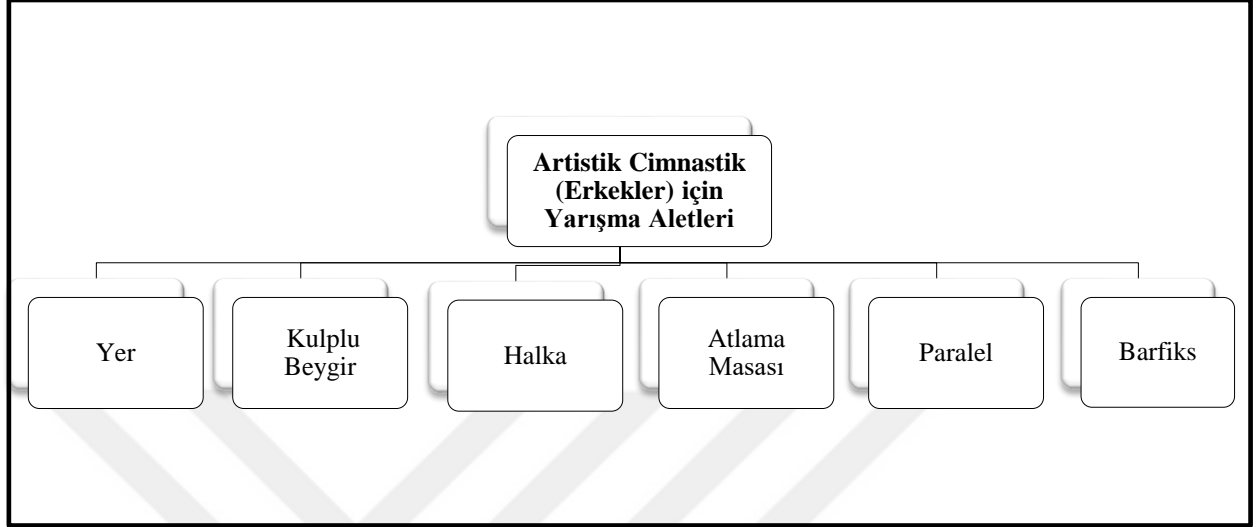 Artistik Cimnastik
(Erkekler) için
Yarışma Aletleri
Yer
Kulplu
Beygir
Halka
Atlama
Masası
Paralel
Barfiks